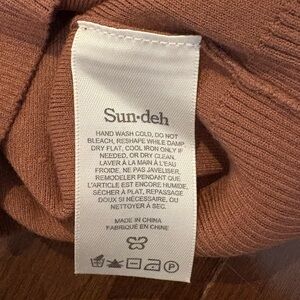 Sun·deh
HAND WASH COLD, DO NOT
BLEACH, RESHAPE WHILE DAMP
DRY FLAT, COOL IRON ONLY IF
NEEDED, OR DRY CLEAN.
LAVER À LA MAIN À L'EAU
FROIDE, NE PAS JAVELISER,
REMODELER PENDANT QUE
L'ARTICLE EST ENCORE HUMIDE,
SÉCHER À PLAT, REPASSAGE
DOUX SI NÉCESSAIRE, OU
NETTOYER À SEC.
MADE IN CHINA
FABRIQUÉ EN CHINE
P